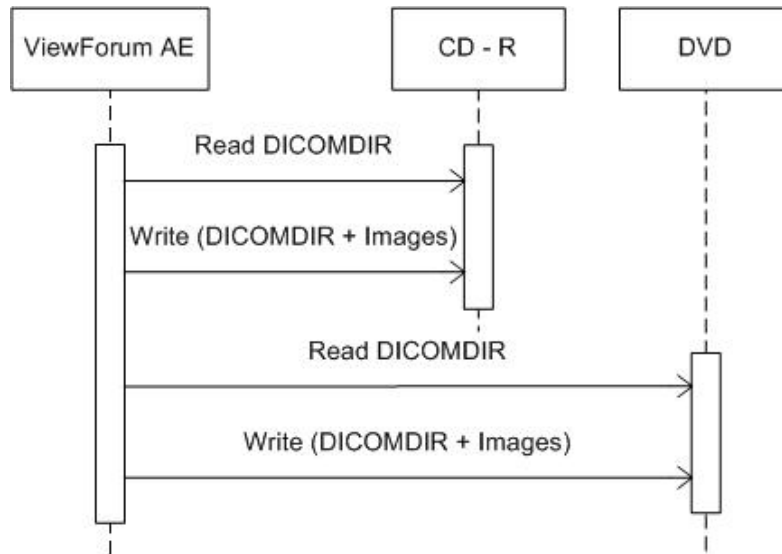 ViewForum AE
CD - R
DVD
Read DICOMDIR
Write (DICOMDIR + Images)
Read DICOMDIR
Write (DICOMDIR + Images)